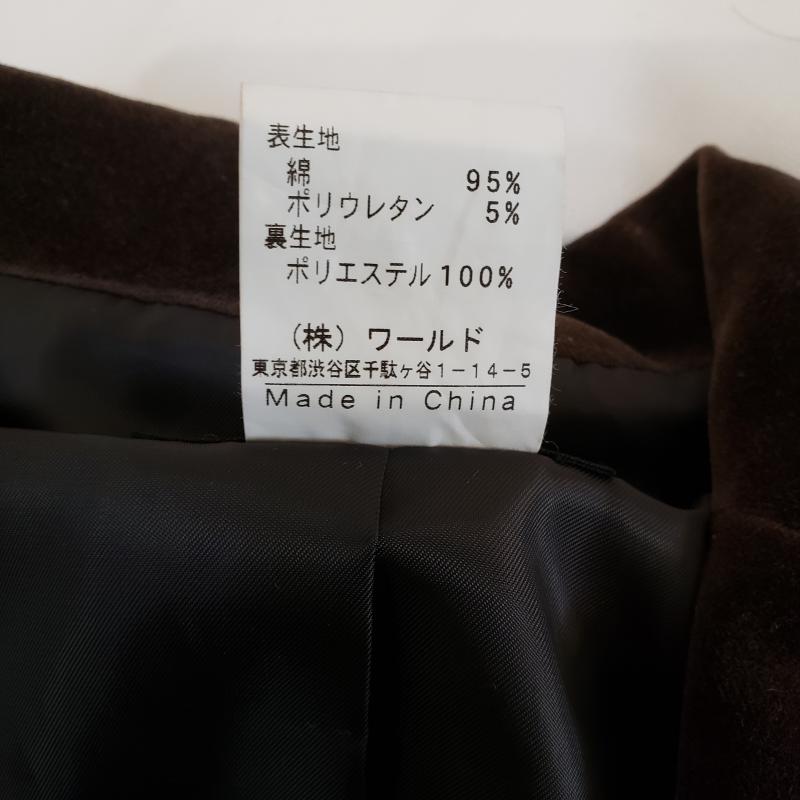 表生地
綿 95%
ポリウレタン 5%
裏生地
ポリエステル100%
(株) ワールド
東京都渋谷区千駄ヶ谷1-14-5
Made in China